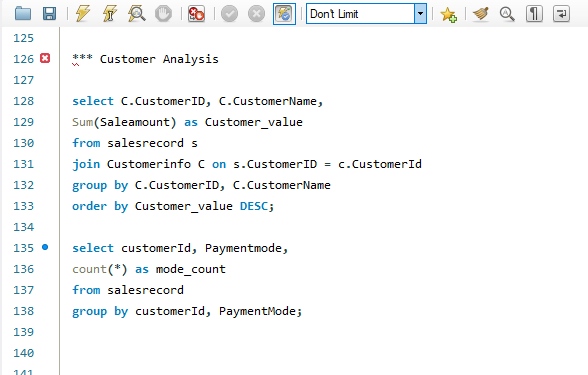 Don't Limit
125
126 *** Customer Analysis
127
128 select C.CustomerID, C.CustomerName,
129 Sum(Saleamount) as Customer_value
130 from salesrecord s
131 join Customerinfo C on s.CustomerID = c.CustomerId
132 group by C.CustomerID, C.CustomerName
133 order by Customer_value DESC;
134
135 select customerId, Paymentmode,
136 count(*) as mode_count
137 from salesrecord
138 group by customerId, PaymentMode;
139
140
141